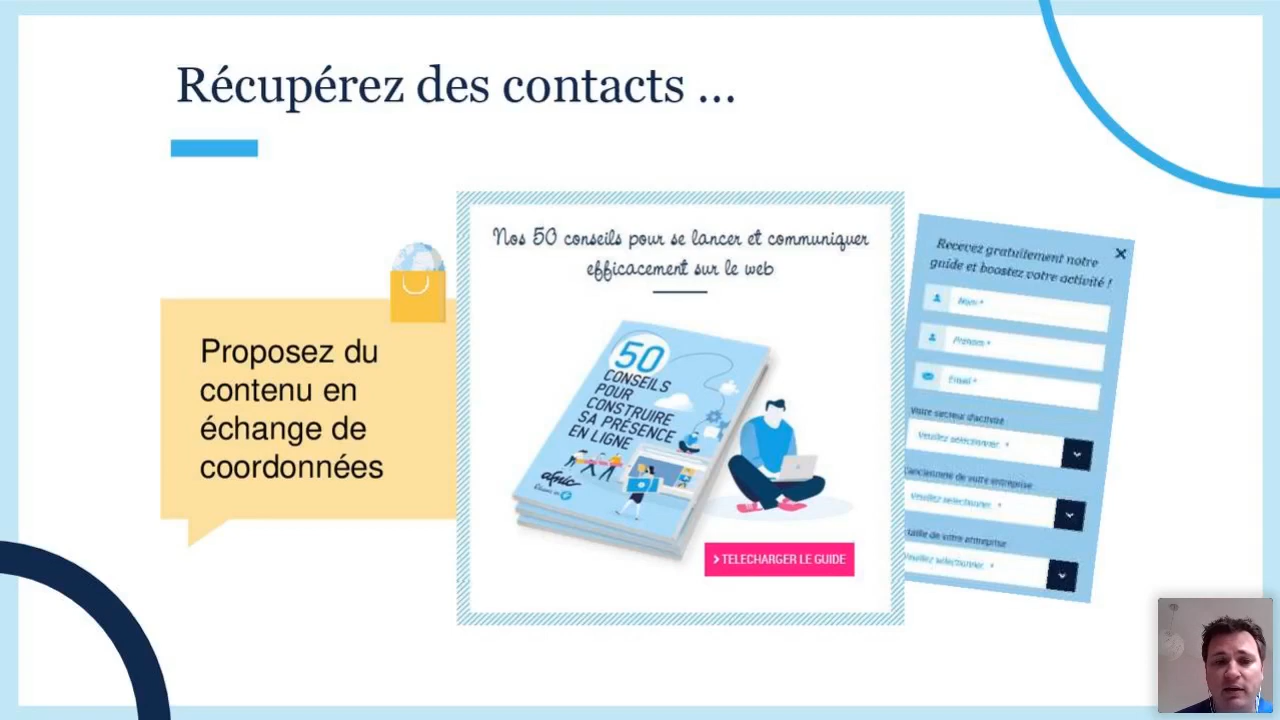 Récupérez des contacts ...
Proposez du
contenu en
échange de
coordonnées
Nos 50 conseils pour se lancer et communiquer
efficacement sur le web
50
CONSEILS
POUR
CONSTRUIRE
SA PRÉSENCE
EN LIGNE
afnic
> TELECHARGER LE GUIDE
Recevez gratuitement notre
guide et boostez votre activité !
Nom *
Prénom *
Email *
Votre secteur d'activité
Veuillez sélectionner *
L'ancienneté de votre entreprise
Veuillez sélectionner *
taille de votre entreprise
Veuillez sélectionner *